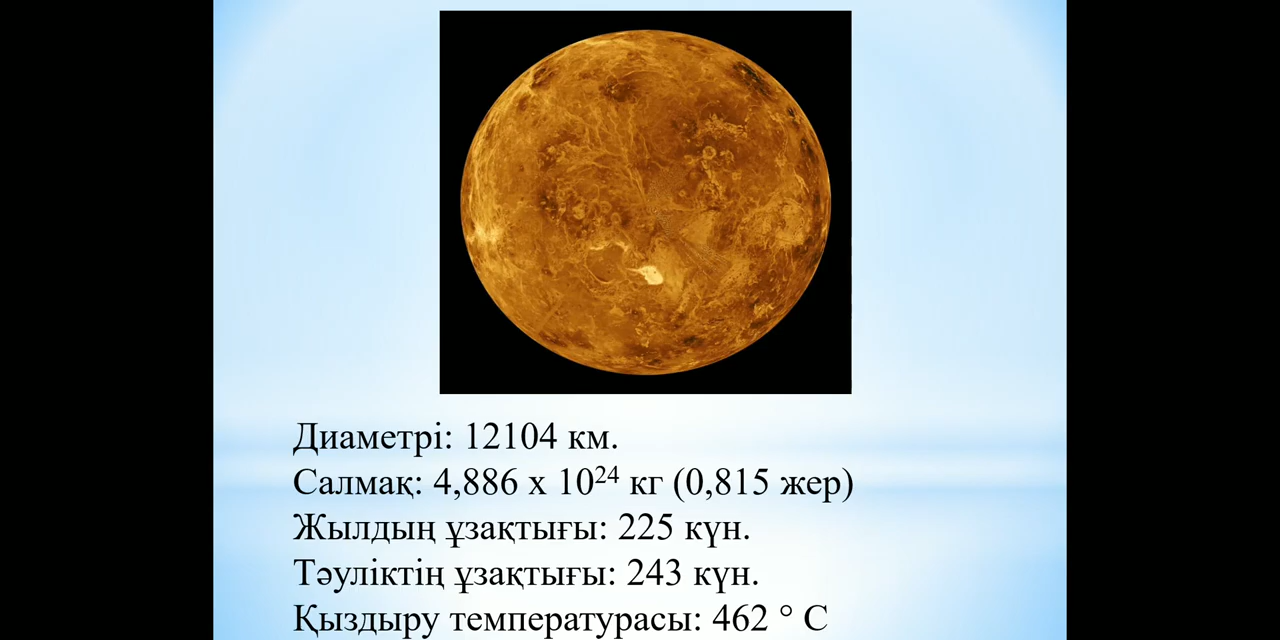 Диаметрі: 12104 км.
Салмақ: 4,886 х 10²⁴ кг (0,815 жер)
Жылдың ұзақтығы: 225 күн.
Тәуліктің ұзақтығы: 243 күн.
Қыздыру температурасы: 462 ° С